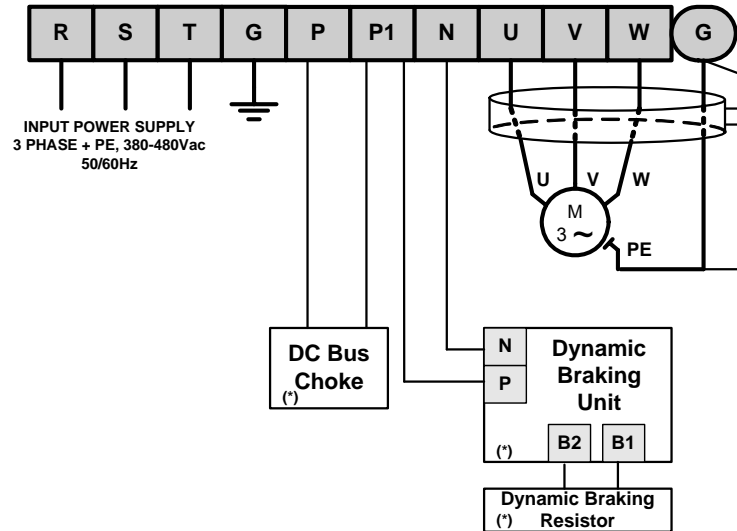 R S T G P P1 N U V W G
INPUT POWER SUPPLY
3 PHASE + PE, 380-480Vac
50/60Hz
U V W
M
3 ~
PE
DC Bus
Choke
(*)
N
P
Dynamic
Braking
Unit
(*)
B2 B1
Dynamic Braking
(*) Resistor